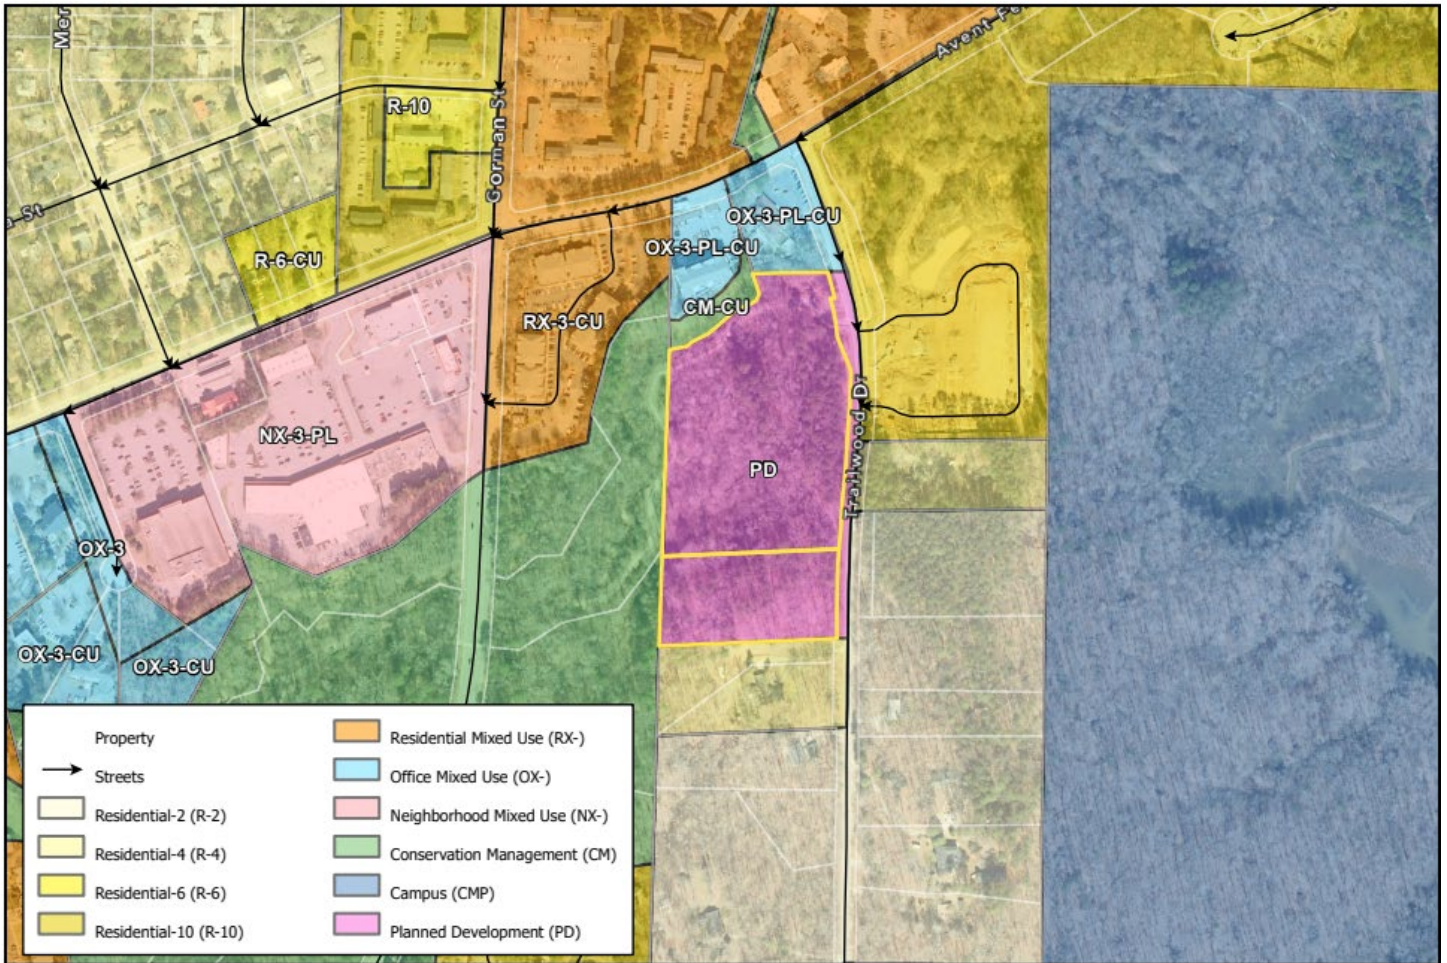 Mer
Avent Fe
R-10
Gorman St
a St
OX-3-PL-CU
R-6-CU
OX-3-PL-CU
CM-CU
RX-3-CU
Trailwood Dr
NX-3-PL
PD
OX-3
OX-3-CU
OX-3-CU
Property
Streets
Residential-2 (R-2)
Residential-4 (R-4)
Residential-6 (R-6)
Residential-10 (R-10)
Residential Mixed Use (RX-)
Office Mixed Use (OX-)
Neighborhood Mixed Use (NX-)
Conservation Management (CM)
Campus (CMP)
Planned Development (PD)